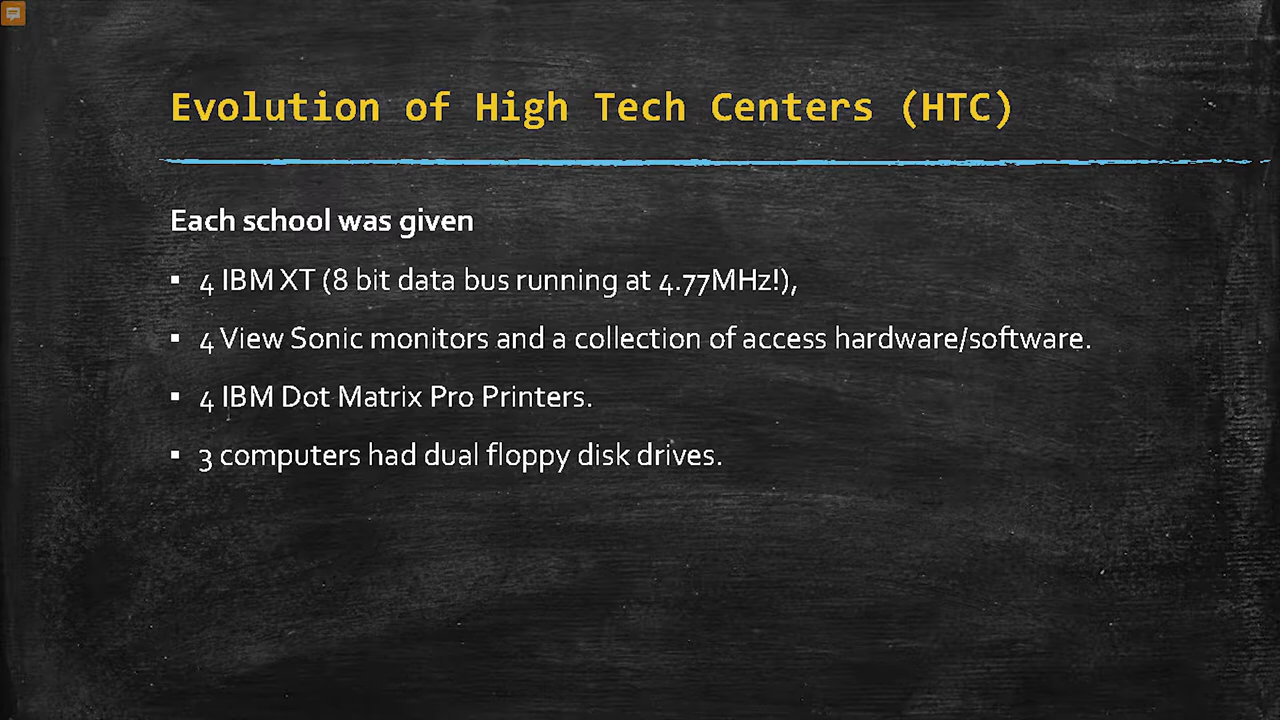 Evolution of High Tech Centers (HTC)
Each school was given
▪ 4 IBM XT (8 bit data bus running at 4.77MHz!),
▪ 4 View Sonic monitors and a collection of access hardware/software.
▪ 4 IBM Dot Matrix Pro Printers.
▪ 3 computers had dual floppy disk drives.